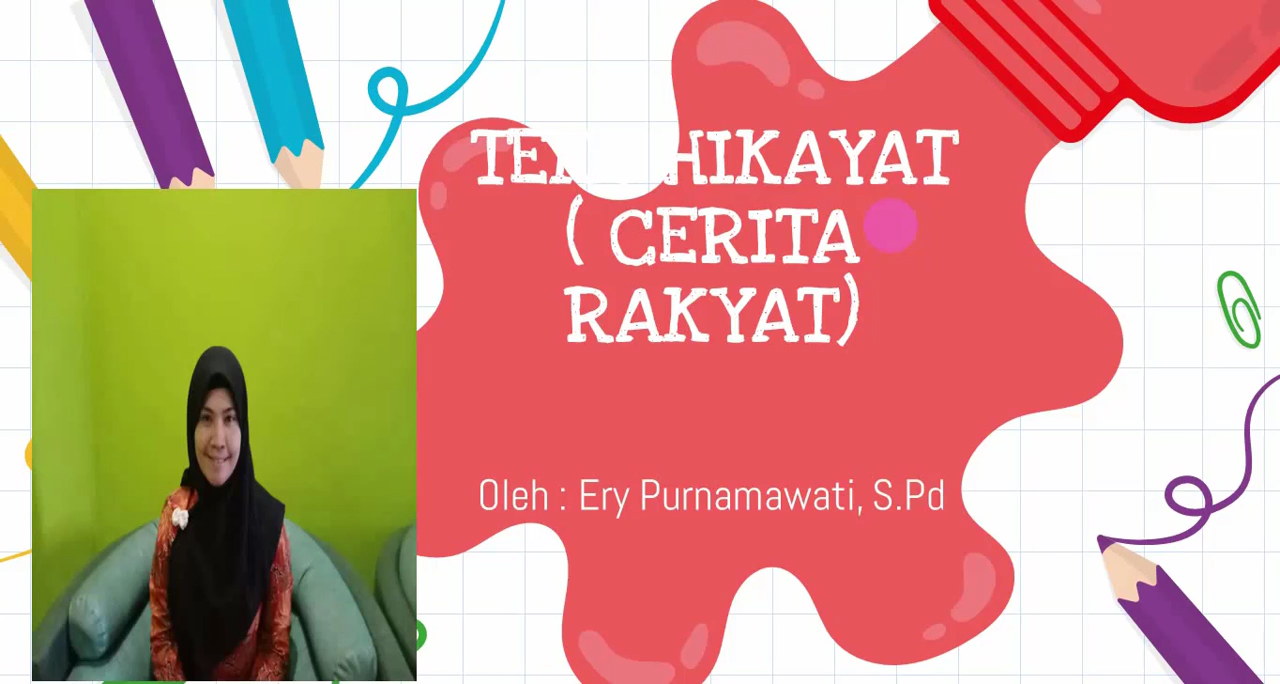 HIKAYAT
( CERITA
RAKYAT)
Oleh : Ery Purnamawati, S.Pd